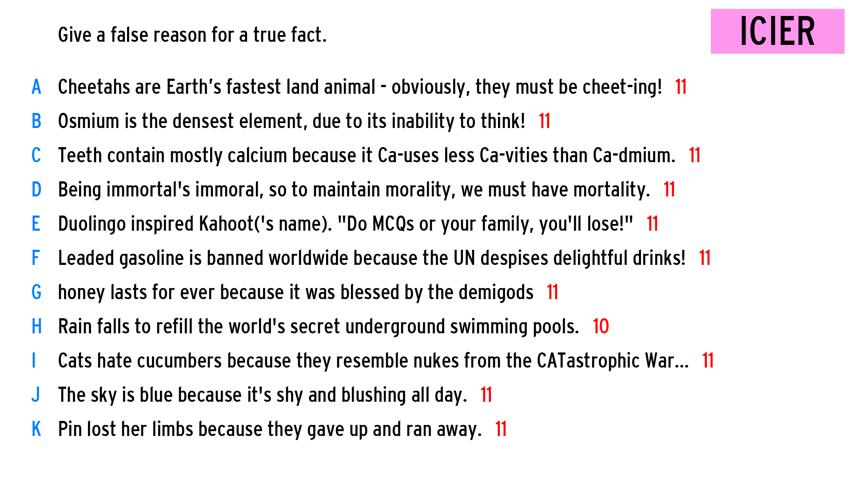 Give a false reason for a true fact.
ICIER
A Cheetahs are Earth's fastest land animal - obviously, they must be cheet-ing! 11
B Osmium is the densest element, due to its inability to think! 11
C Teeth contain mostly calcium because it Ca-uses less Ca-vities than Ca-dmium. 11
D Being immortal's immoral, so to maintain morality, we must have mortality. 11
E Duolingo inspired Kahoot('s name). "Do MCQs or your family, you'll lose!" 11
F Leaded gasoline is banned worldwide because the UN despises delightful drinks! 11
G honey lasts for ever because it was blessed by the demigods 11
H Rain falls to refill the world's secret underground swimming pools. 10
I Cats hate cucumbers because they resemble nukes from the CATastrophic War... 11
J The sky is blue because it's shy and blushing all day. 11
K Pin lost her limbs because they gave up and ran away. 11